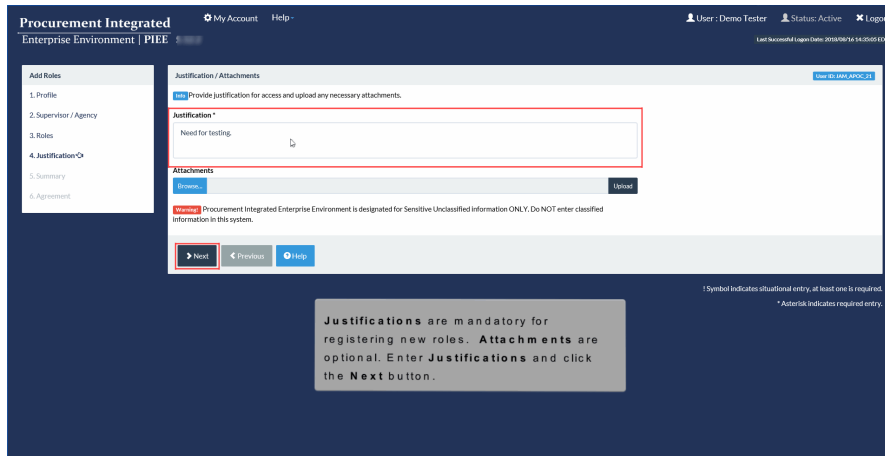 Procurement Integrated
My Account
Help
User : Demo Tester
Status: Active
Logou
Enterprise Environment | PIEE
Last Successful Logon Date: 2018/08/16 14:35:05 ED
Add Roles
1. Profile
2. Supervisor / Agency
3. Roles
4. Justification
5. Summary
6. Agreement
Justification / Attachments
User ID: JAM_APOC_21
Info Provide justification for access and upload any necessary attachments.
Justification *
Need for testing.
Attachments
Browse...
Upload
Warning! Procurement Integrated Enterprise Environment is designated for Sensitive Unclassified information ONLY. Do NOT enter classified
information in this system.
Next
Previous
Help
! Symbol indicates situational entry, at least one is required.
* Asterisk indicates required entry.
Justifications are mandatory for
registering new roles. Attachments are
optional. Enter Justifications and click
the Next button.